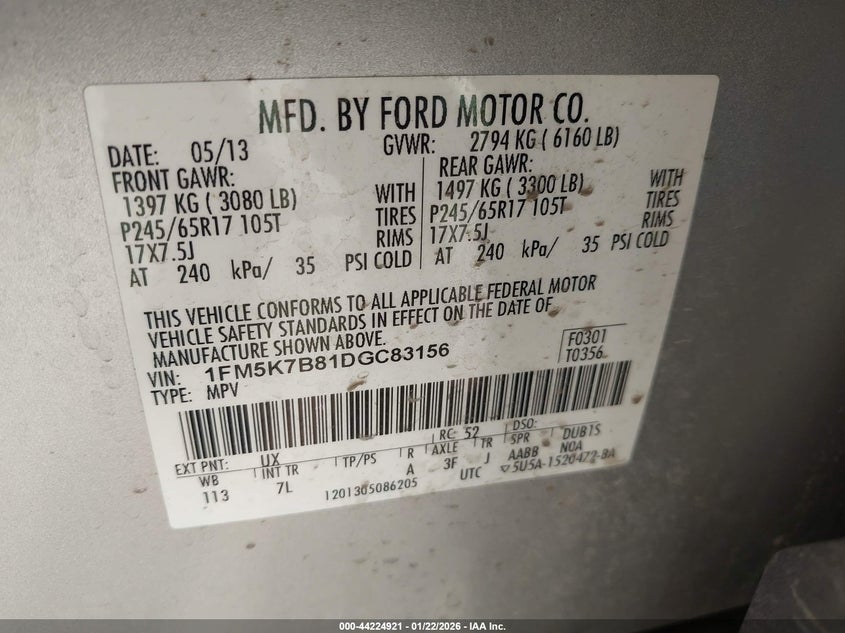 MFD. BY FORD MOTOR CO.
DATE: 05/13 GVWR: 2794 KG ( 6160 LB)
FRONT GAWR: REAR GAWR:
1397 KG ( 3080 LB) WITH 1497 KG ( 3300 LB) WITH
P245/65R17 105T TIRES P245/65R17 105T TIRES
17X7.5J RIMS 17X7.5J RIMS
AT 240 kPa/ 35 PSI COLD AT 240 kPa/ 35 PSI COLD
THIS VEHICLE CONFORMS TO ALL APPLICABLE FEDERAL MOTOR
VEHICLE SAFETY STANDARDS IN EFFECT ON THE DATE OF
MANUFACTURE SHOWN ABOVE.
VIN: 1FM5K7B81DGC83156 F0301
TYPE: MPV T0356
EXT PNT: UX RC: 52 DSO:
WB INT TR TP/PS R AXLE TR SPR DUB1S
113 7L A 3F J AABB NOA
1201305086205 UTC ▽5U5A-1520472-BA
000-44224921 - 01/22/2026 - IAA Inc.